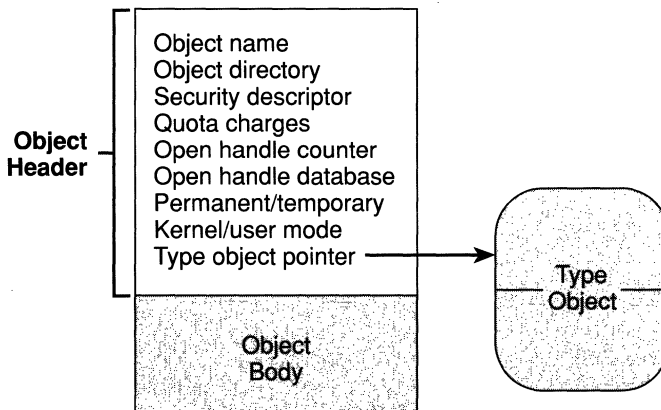 Object name
Object directory
Security descriptor
Quota charges
Open handle counter
Open handle database
Permanent/temporary
Kernel/user mode
Type object pointer
Object
Header
Type
Object
Object
Body